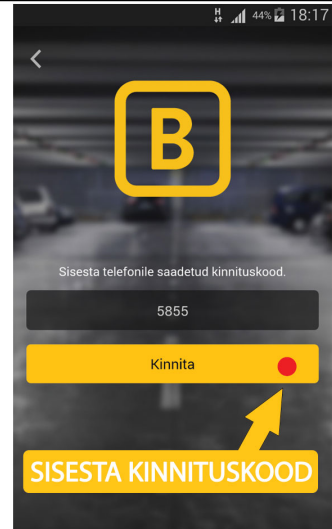 H 44% 18:17
B
Sisesta telefonile saadetud kinnituskood.
5855
Kinnita
SISESTA KINNITUSKOOD